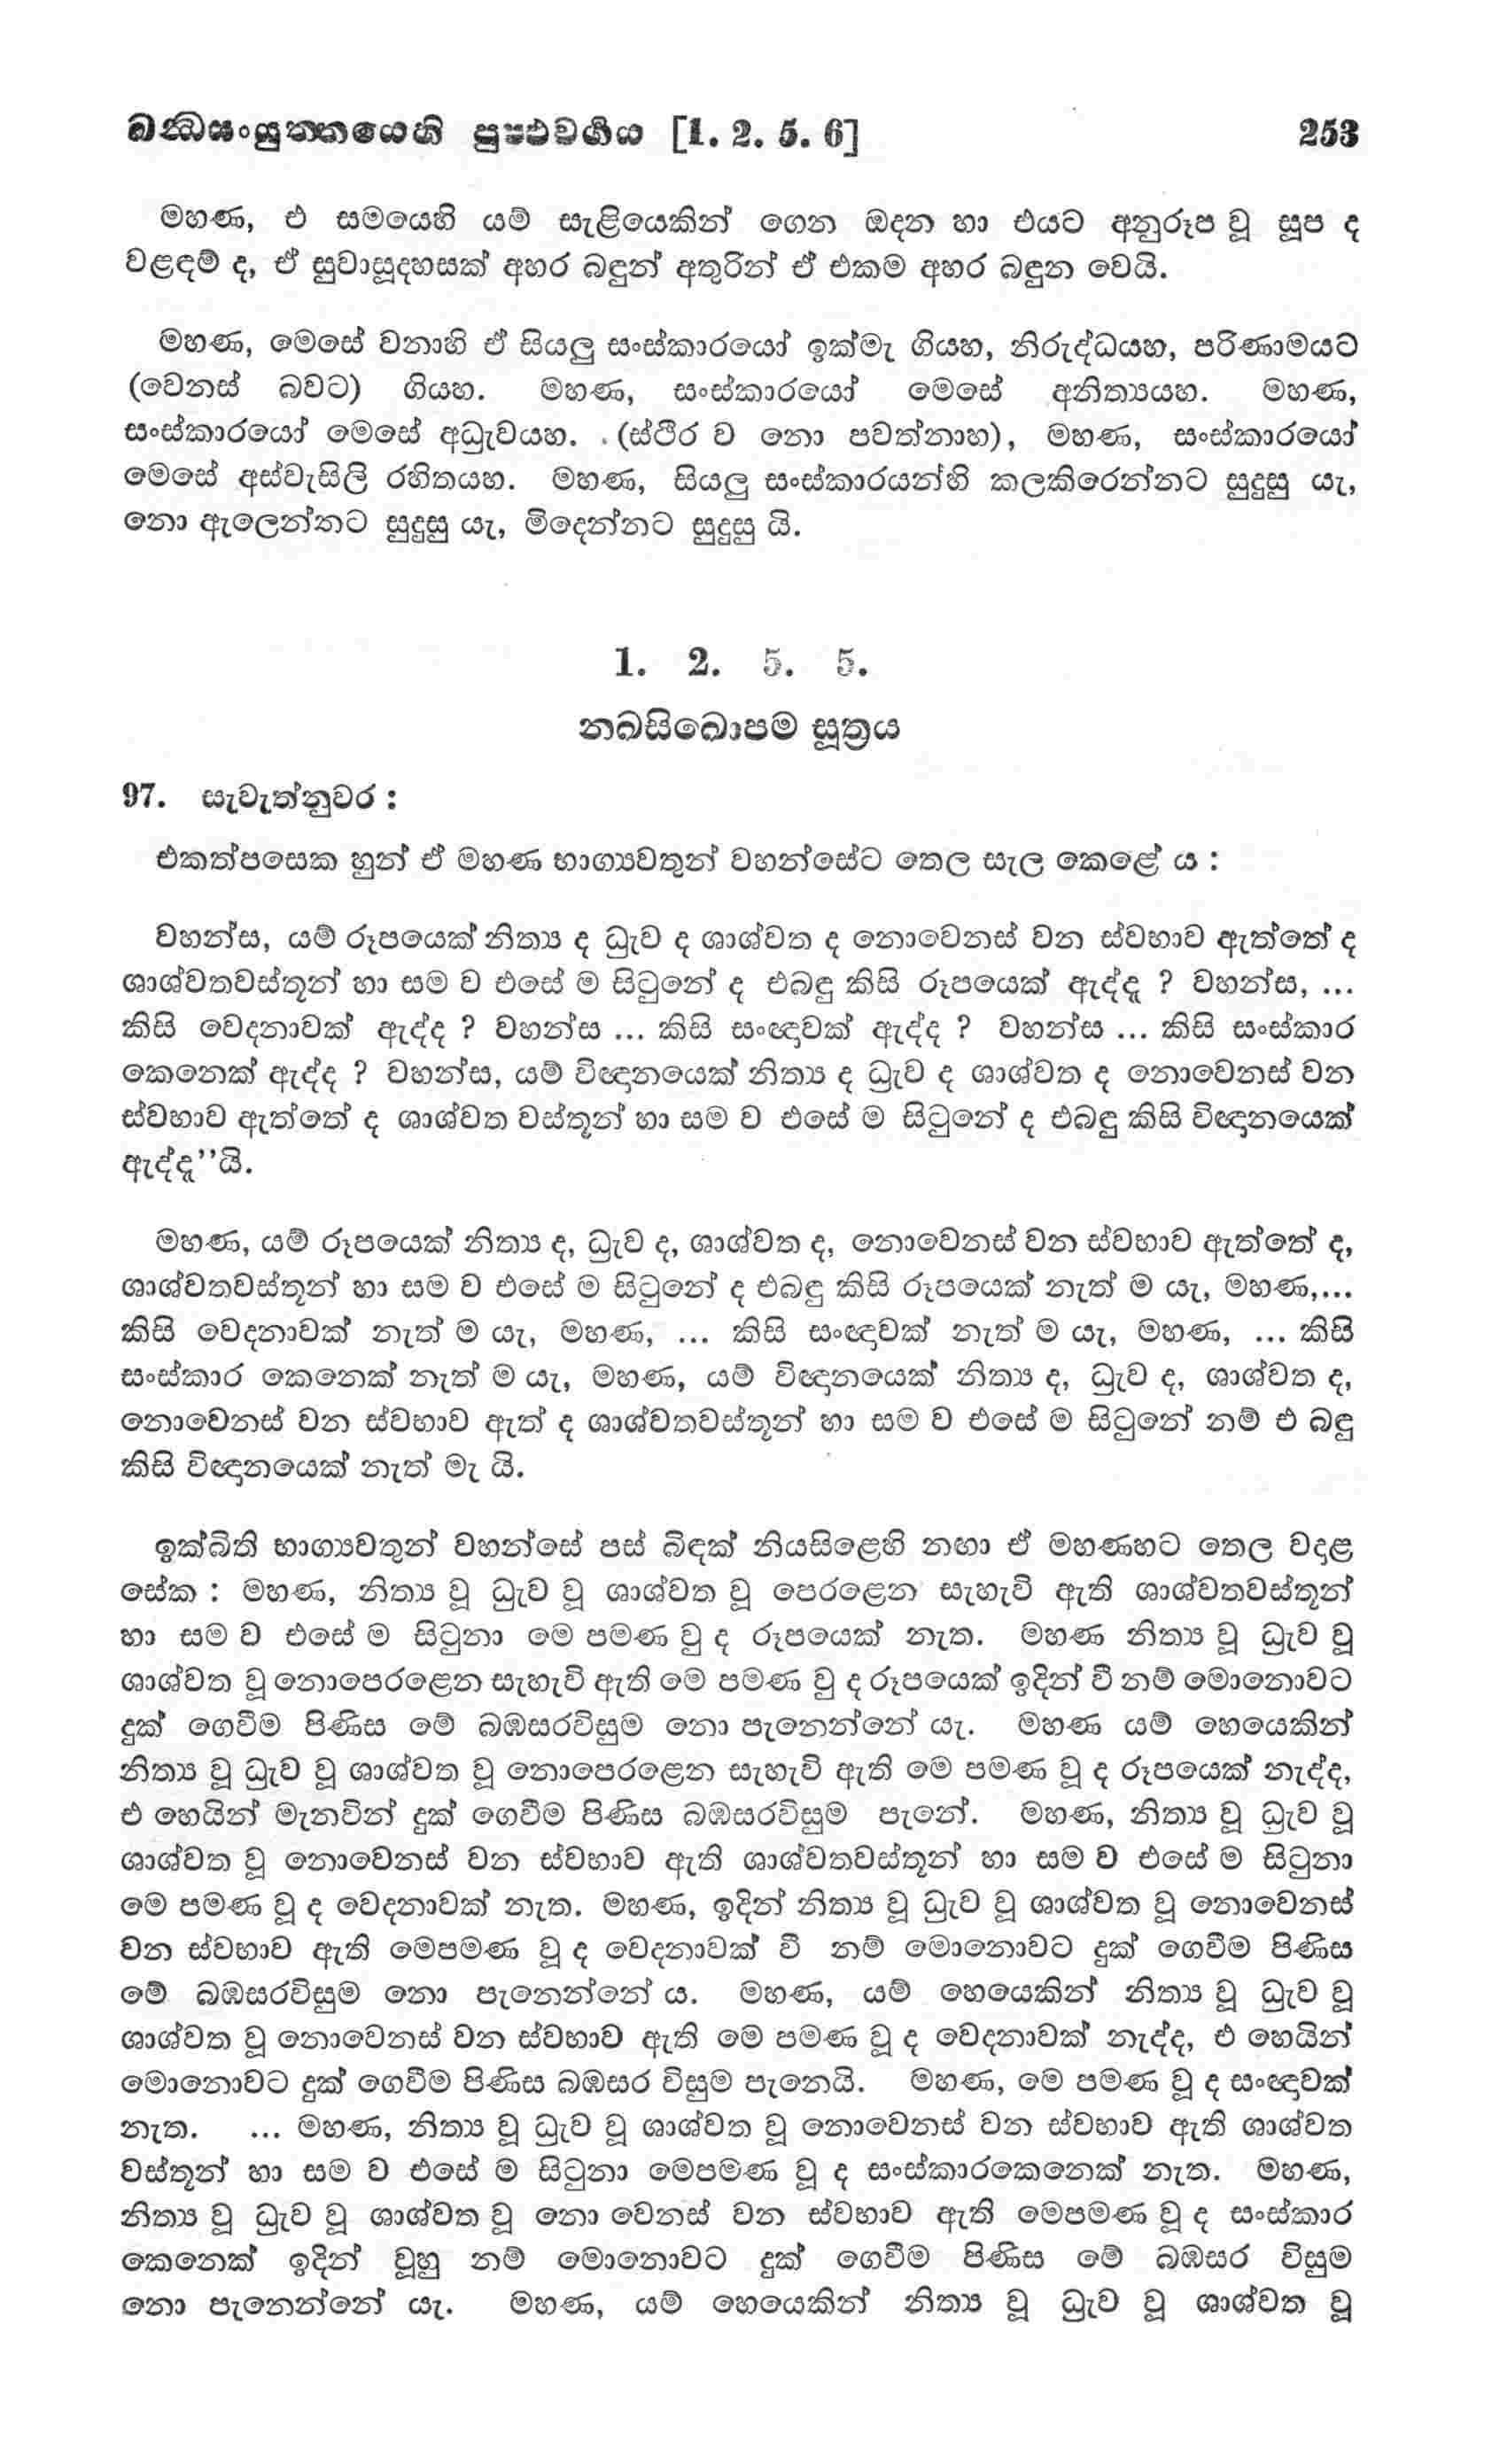 ඛන්ධසංයුත්තයෙහි පුප්ඵවර්ගය [1. 2. 5. 6] 253
මහණ, එ සමයෙහි යම් සැළියෙකින් ගෙන ඔදන හා එයට අනුරූප වූ සූප ද
වළඳම් ද, ඒ සුවාසූදහසක් අහර බඳුන් අතුරින් ඒ එකම අහර බඳුන වෙයි.
මහණ, මෙසේ වනාහි ඒ සියලු සංස්කාරයෝ ඉක්මැ ගියහ, නිරුද්ධයහ, පරිණාමයට
(වෙනස් බවට) ගියහ. මහණ, සංස්කාරයෝ මෙසේ අනිත්‍යයහ. මහණ,
සංස්කාරයෝ මෙසේ අධ්‍රැවයහ. (ස්ථිර ව නො පවත්නාහ), මහණ, සංස්කාරයෝ
මෙසේ අස්වැසිලි රහිතයහ. මහණ, සියලු සංස්කාරයන්හි කලකිරෙන්නට සුදුසු යැ,
නො ඇලෙන්නට සුදුසු යැ, මිදෙන්නට සුදුසු යි.
1. 2. 5. 5.
නඛසිඛොපම සූත්‍රය
97. සැවැත්නුවර :
එකත්පසෙක හුන් ඒ මහණ භාග්‍යවතුන් වහන්සේට තෙල සැල කෙළේ ය :
වහන්ස, යම් රූපයෙක් නිත්‍ය ද ධ්‍රැව ද ශාශ්වත ද නොවෙනස් වන ස්වභාව ඇත්තේ ද
ශාශ්වතවස්තූන් හා සම ව එසේ ම සිටුනේ ද එබඳු කිසි රූපයෙක් ඇද්දැ ? වහන්ස, ...
කිසි වෙදනාවක් ඇද්ද ? වහන්ස ... කිසි සංඥාවක් ඇද්ද ? වහන්ස ... කිසි සංස්කාර
කෙනෙක් ඇද්ද ? වහන්ස, යම් විඥානයෙක් නිත්‍ය ද ධ්‍රැව ද ශාශ්වත ද නොවෙනස් වන
ස්වභාව ඇත්තේ ද ශාශ්වත වස්තූන් හා සම ව එසේ ම සිටුනේ ද එබඳු කිසි විඥානයෙක්
ඇද්දැ’’යි.
මහණ, යම් රූපයෙක් නිත්‍ය ද, ධ්‍රැව ද, ශාශ්වත ද, නොවෙනස් වන ස්වභාව ඇත්තේ ද,
ශාශ්වතවස්තූන් හා සම ව එසේ ම සිටුනේ ද එබඳු කිසි රූපයෙක් නැත් ම යැ, මහණ,...
කිසි වෙදනාවක් නැත් ම යැ, මහණ, ... කිසි සංඥාවක් නැත් ම යැ, මහණ, ... කිසි
සංස්කාර කෙනෙක් නැත් ම යැ, මහණ, යම් විඥානයෙක් නිත්‍ය ද, ධ්‍රැව ද, ශාශ්වත ද,
නොවෙනස් වන ස්වභාව ඇත් ද ශාශ්වතවස්තූන් හා සම ව එසේ ම සිටුනේ නම් එ බඳු
කිසි විඥානයෙක් නැත් මැ යි.
ඉක්බිති භාග්‍යවතුන් වහන්සේ පස් බිඳක් නියසිළෙහි නඟා ඒ මහණහට තෙල වදාළ
සේක : මහණ, නිත්‍ය වූ ධ්‍රැව වූ ශාශ්වත වූ පෙරළෙන සැහැවි ඇති ශාශ්වතවස්තූන්
හා සම ව එසේ ම සිටුනා මෙ පමණ වු ද රූපයෙක් නැත. මහණ නිත්‍ය වූ ධ්‍රැව වූ
ශාශ්වත වූ නොපෙරළෙන සැහැවි ඇති මෙ පමණ වු ද රූපයෙක් ඉදින් වී නම් මොනොවට
දුක් ගෙවීම පිණිස මේ බඹසරවිසුම නො පැනෙන්නේ යැ. මහණ යම් හෙයෙකින්
නිත්‍ය වූ ධ්‍රැව වූ ශාශ්වත වූ නොපෙරළෙන සැහැවි ඇති මෙ පමණ වූ ද රූපයෙක් නැද්ද,
එ හෙයින් මැනවින් දුක් ගෙවීම පිණිස බඹසරවිසුම පැනේ. මහණ, නිත්‍ය වූ ධ්‍රැව වූ
ශාශ්වත වූ නොවෙනස් වන ස්වභාව ඇති ශාශ්වතවස්තූන් හා සම ව එසේ ම සිටුනා
මෙ පමණ වූ ද වෙදනාවක් නැත. මහණ, ඉදින් නිත්‍ය වූ ධ්‍රැව වූ ශාශ්වත වූ නොවෙනස්
වන ස්වභාව ඇති මෙපමණ වූ ද වෙදනාවක් වී නම් මොනොවට දුක් ගෙවීම පිණිස
මේ බඹසරවිසුම නො පැනෙන්නේ ය. මහණ, යම් හෙයෙකින් නිත්‍ය වූ ධ්‍රැව වූ
ශාශ්වත වූ නොවෙනස් වන ස්වභාව ඇති මෙ පමණ වූ ද වෙදනාවක් නැද්ද, එ හෙයින්
මොනොවට දුක් ගෙවීම පිණිස බඹසර විසුම පැනෙයි. මහණ, මෙ පමණ වූ ද සංඥාවක්
නැත. ... මහණ, නිත්‍ය වූ ධ්‍රැව වූ ශාශ්වත වූ නොවෙනස් වන ස්වභාව ඇති ශාශ්වත
වස්තූන් හා සම ව එසේ ම සිටුනා මෙපමණ වූ ද සංස්කාරකෙනෙක් නැත. මහණ,
නිත්‍ය වූ ධ්‍රැව වූ ශාශ්වත වූ නො වෙනස් වන ස්වභාව ඇති මෙපමණ වූ ද සංස්කාර
කෙනෙක් ඉදින් වූහු නම් මොනොවට දුක් ගෙවීම පිණිස මේ බඹසර විසුම
නො පැනෙන්නේ යැ. මහණ, යම් හෙයෙකින් නිත්‍ය වූ ධ්‍රැව වූ ශාශ්වත වූ